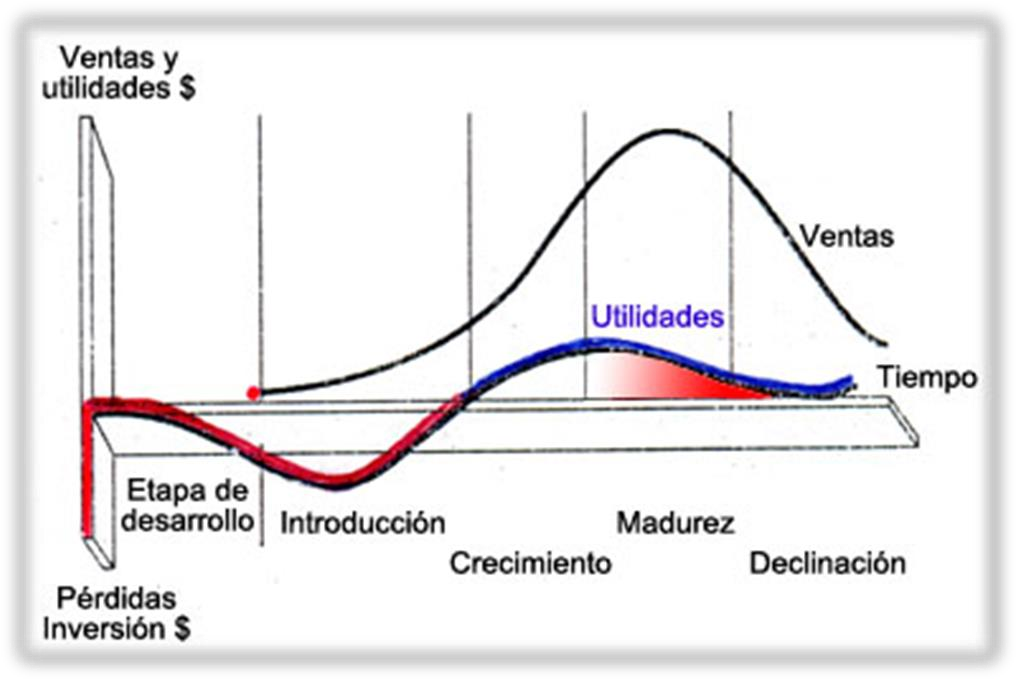 Ventas y
utilidades $
Ventas
Utilidades
Tiempo
Etapa de
desarrollo
Introducción
Crecimiento
Madurez
Declinación
Pérdidas
Inversión $